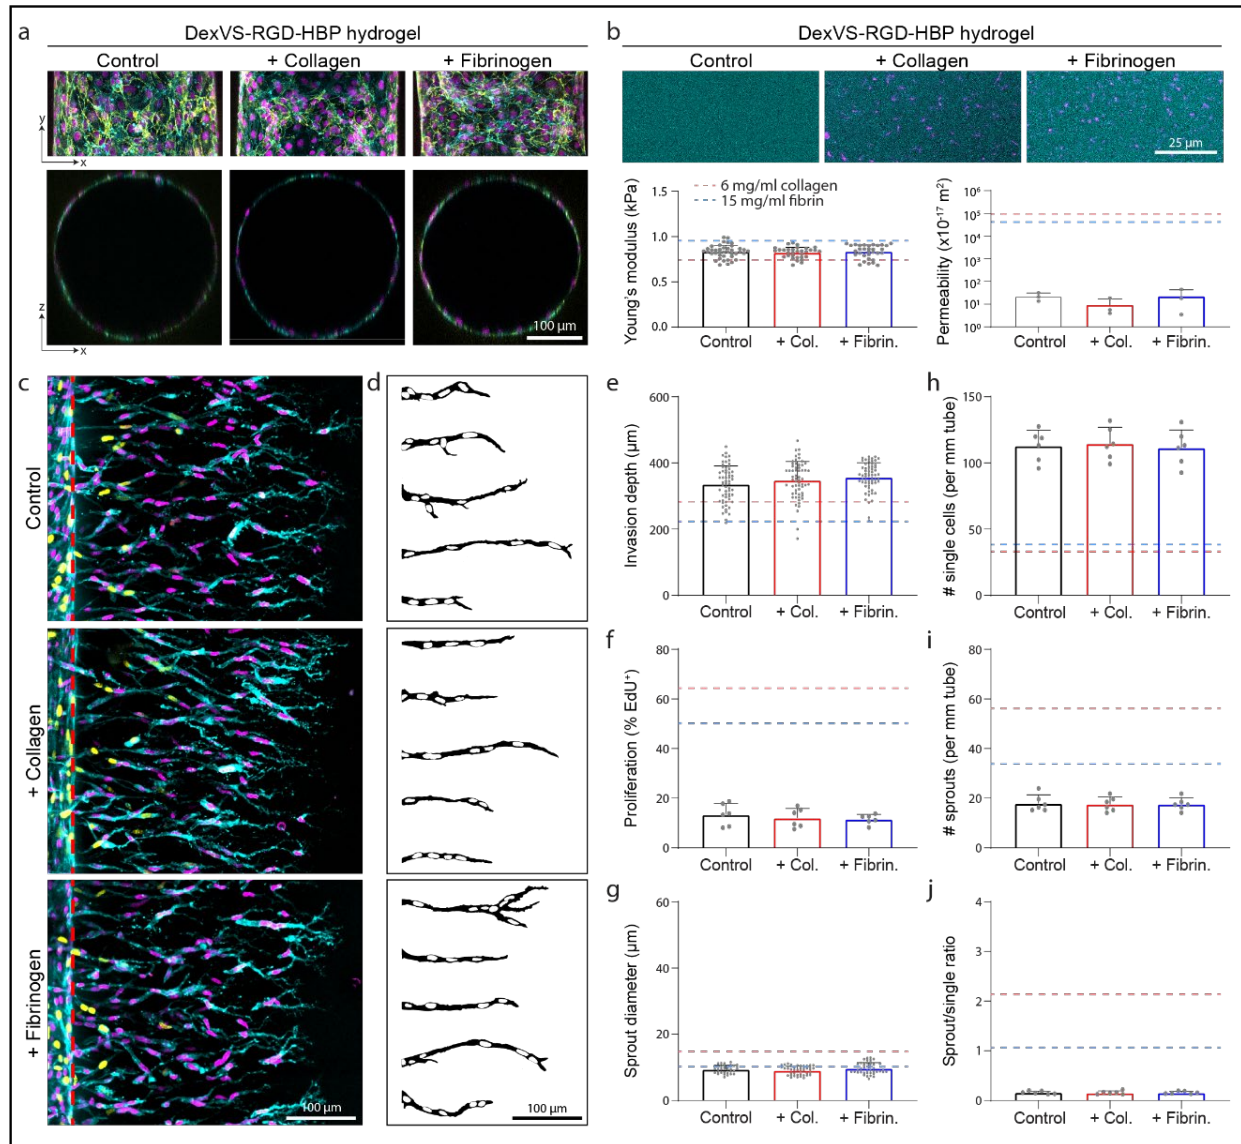 a
DexVS-RGD-HBP hydrogel
Control
+ Collagen
+ Fibrinogen
y
x
z
x
100 µm
b
DexVS-RGD-HBP hydrogel
Control
+ Collagen
+ Fibrinogen
25 µm
Young's modulus (kPa)
1.5
1.0
0.5
0.0
6 mg/ml collagen
15 mg/ml fibrin
Control
+ Col.
+ Fibrin.
Permeability (x10⁻¹⁷ m²)
10⁶
10⁵
10⁴
10³
10²
10¹
10⁰
Control
+ Col.
+ Fibrin.
c
Control
+ Collagen
+ Fibrinogen
100 µm
d
100 µm
e
Invasion depth (µm)
600
400
200
0
Control
+ Col.
+ Fibrin.
f
Proliferation (% EdU⁺)
80
60
40
20
0
Control
+ Col.
+ Fibrin.
g
Sprout diameter (µm)
60
40
20
0
Control
+ Col.
+ Fibrin.
h
# single cells (per mm tube)
150
100
50
0
Control
+ Col.
+ Fibrin.
i
# sprouts (per mm tube)
80
60
40
20
0
Control
+ Col.
+ Fibrin.
j
Sprout/single ratio
4
3
2
1
0
Control
+ Col.
+ Fibrin.